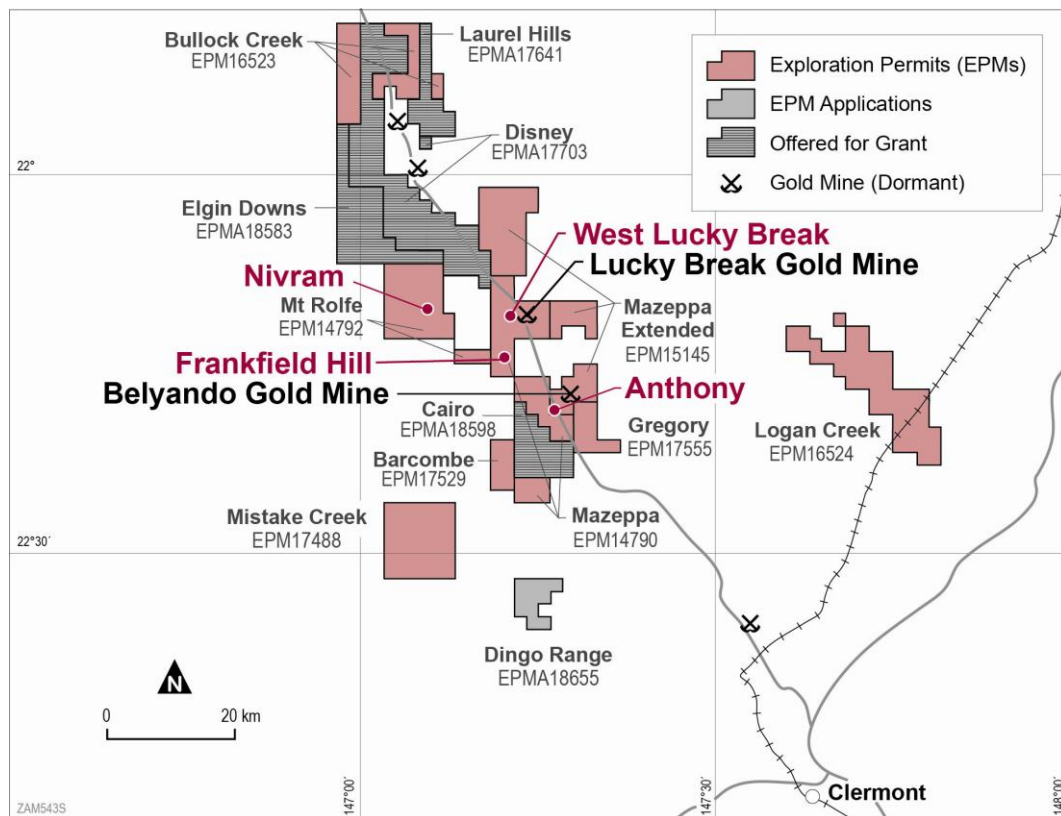 Bullock Creek
EPM16523
Laurel Hills
EPMA17641
Exploration Permits (EPMs)
EPM Applications
Offered for Grant
Gold Mine (Dormant)
Disney
EPMA17703
22°
Elgin Downs
EPMA18583
West Lucky Break
Lucky Break Gold Mine
Nivram
Mt Rolfe
EPM14792
Mazeppa
Extended
EPM15145
Frankfield Hill
Belyando Gold Mine
Anthony
Cairo
EPMA18598
Gregory
EPM17555
Logan Creek
EPM16524
Barcombe
EPM17529
Mistake Creek
EPM17488
Mazeppa
EPM14790
22°30'
Dingo Range
EPMA18655
N
0 20 km
147°00'
147°30'
148°00'
Clermont
ZAM543S